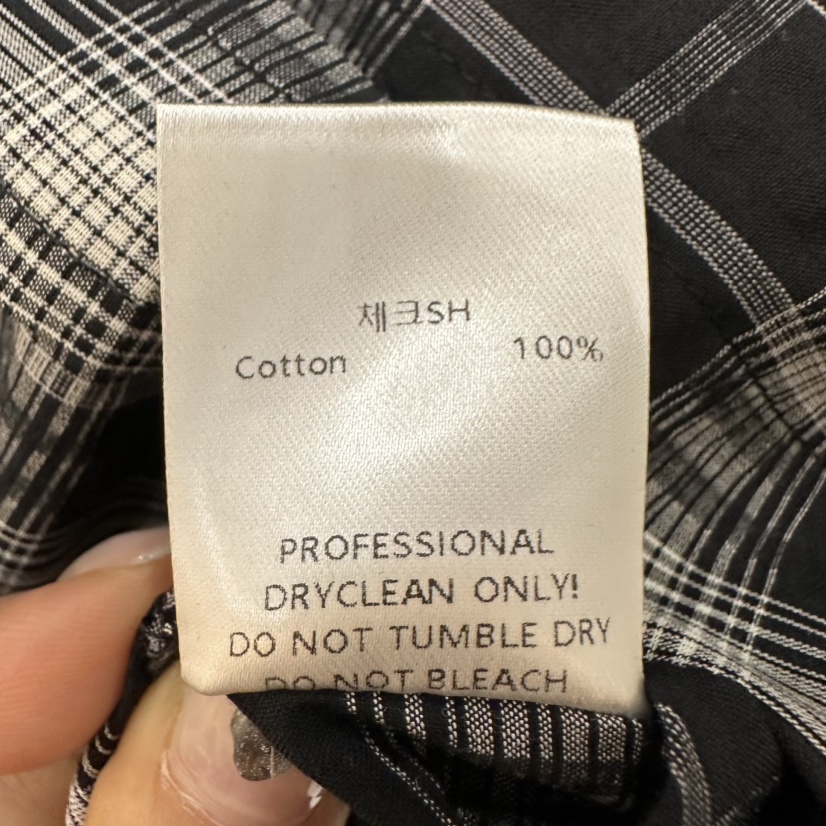 체크SH
Cotton 100%
PROFESSIONAL
DRYCLEAN ONLY!
DO NOT TUMBLE DRY
DO NOT BLEACH